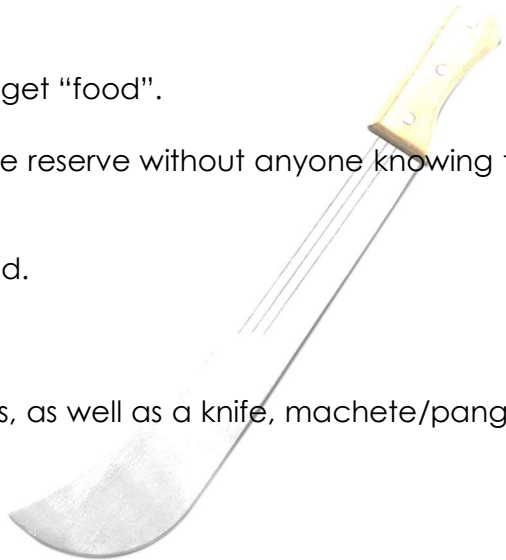 get “food”.
e reserve without anyone knowing
d.
s, as well as a knife, machete/pang